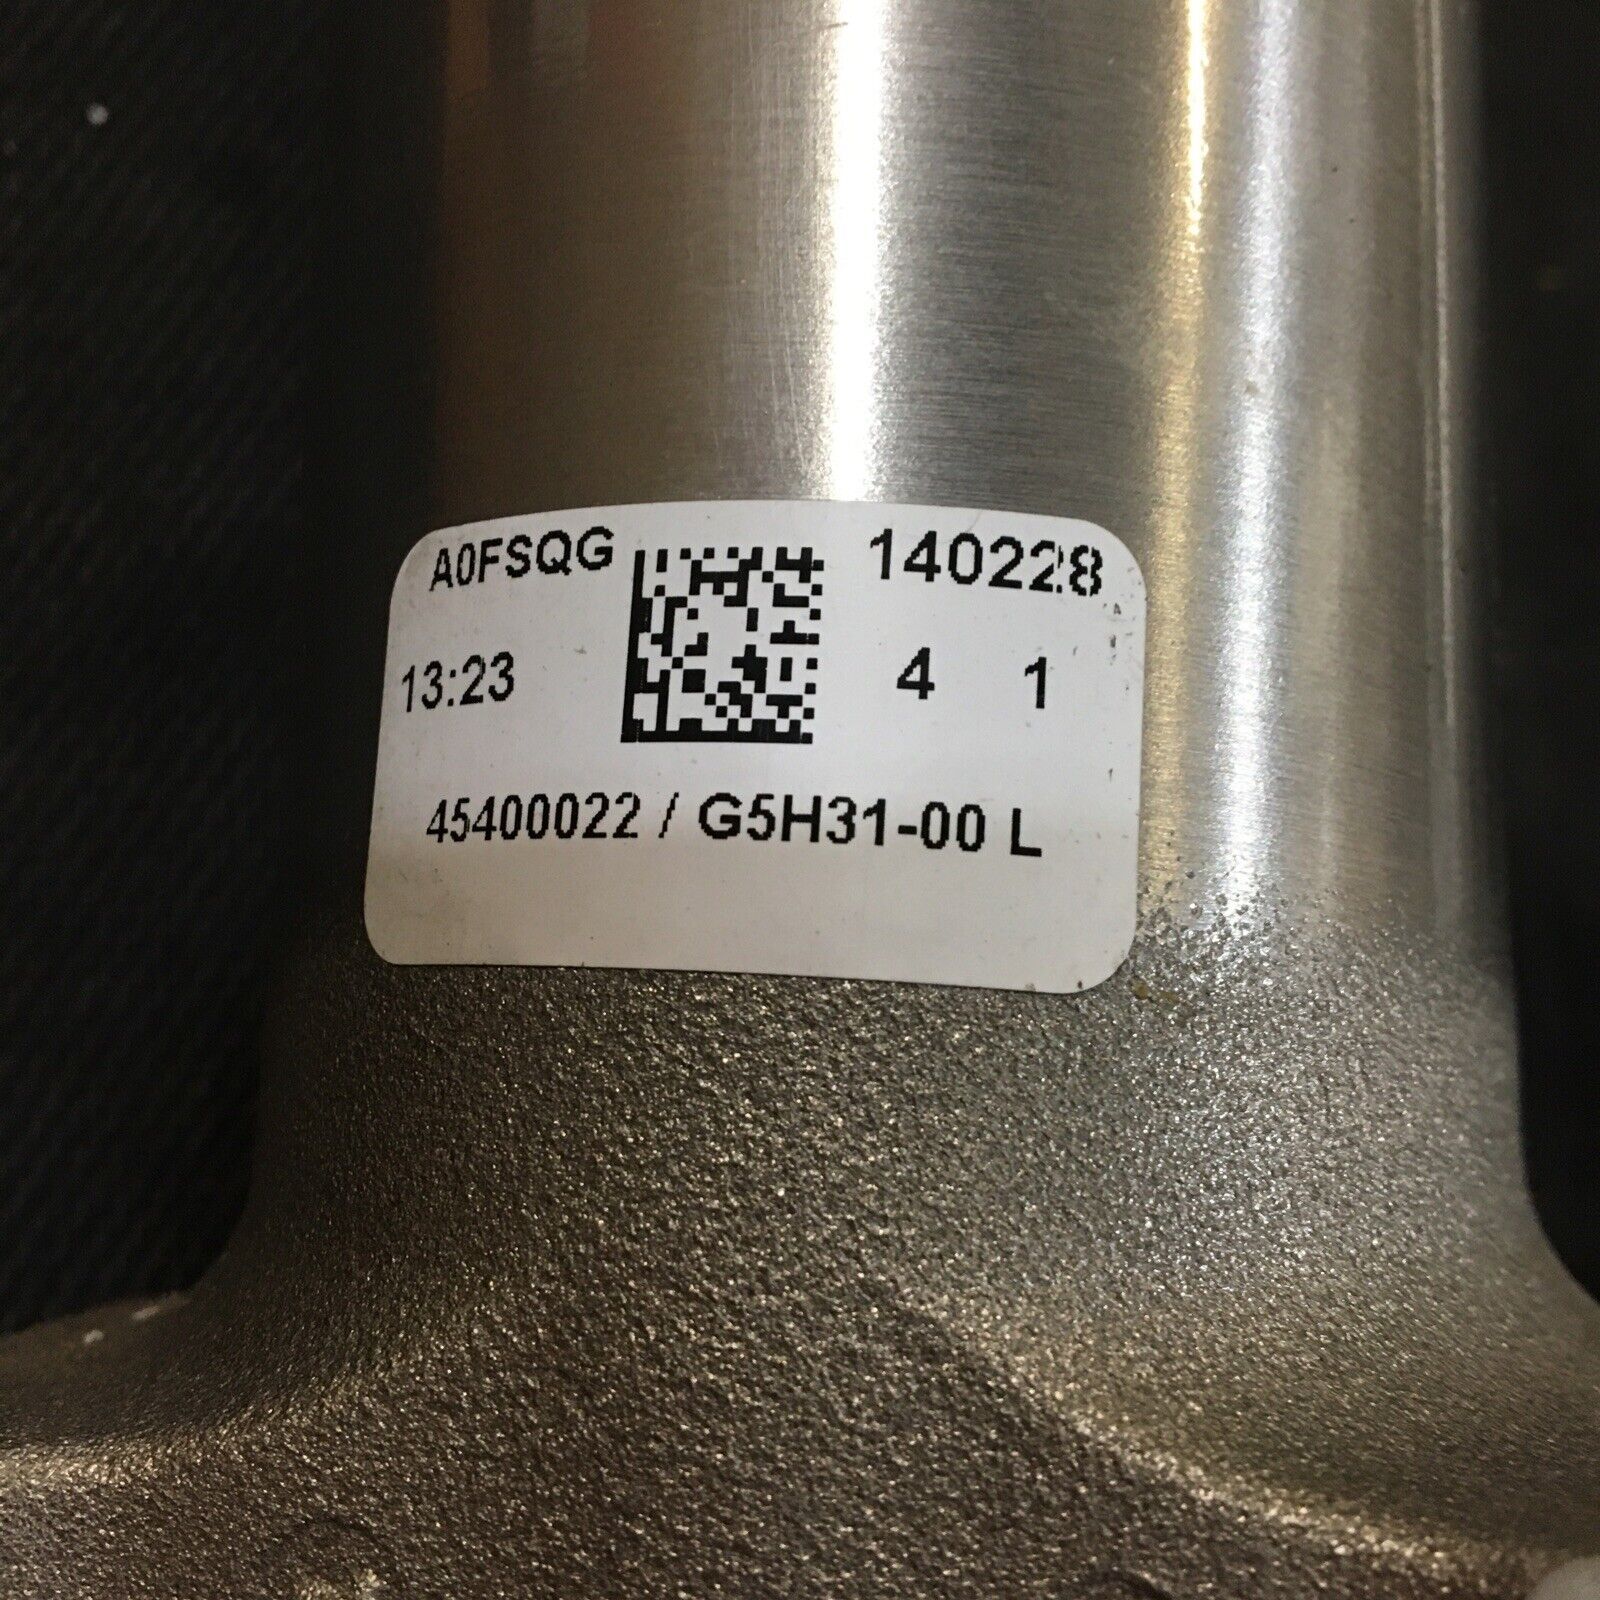 A0FSQG 140228
13:23 4 1
45400022 / G5H31-00 L